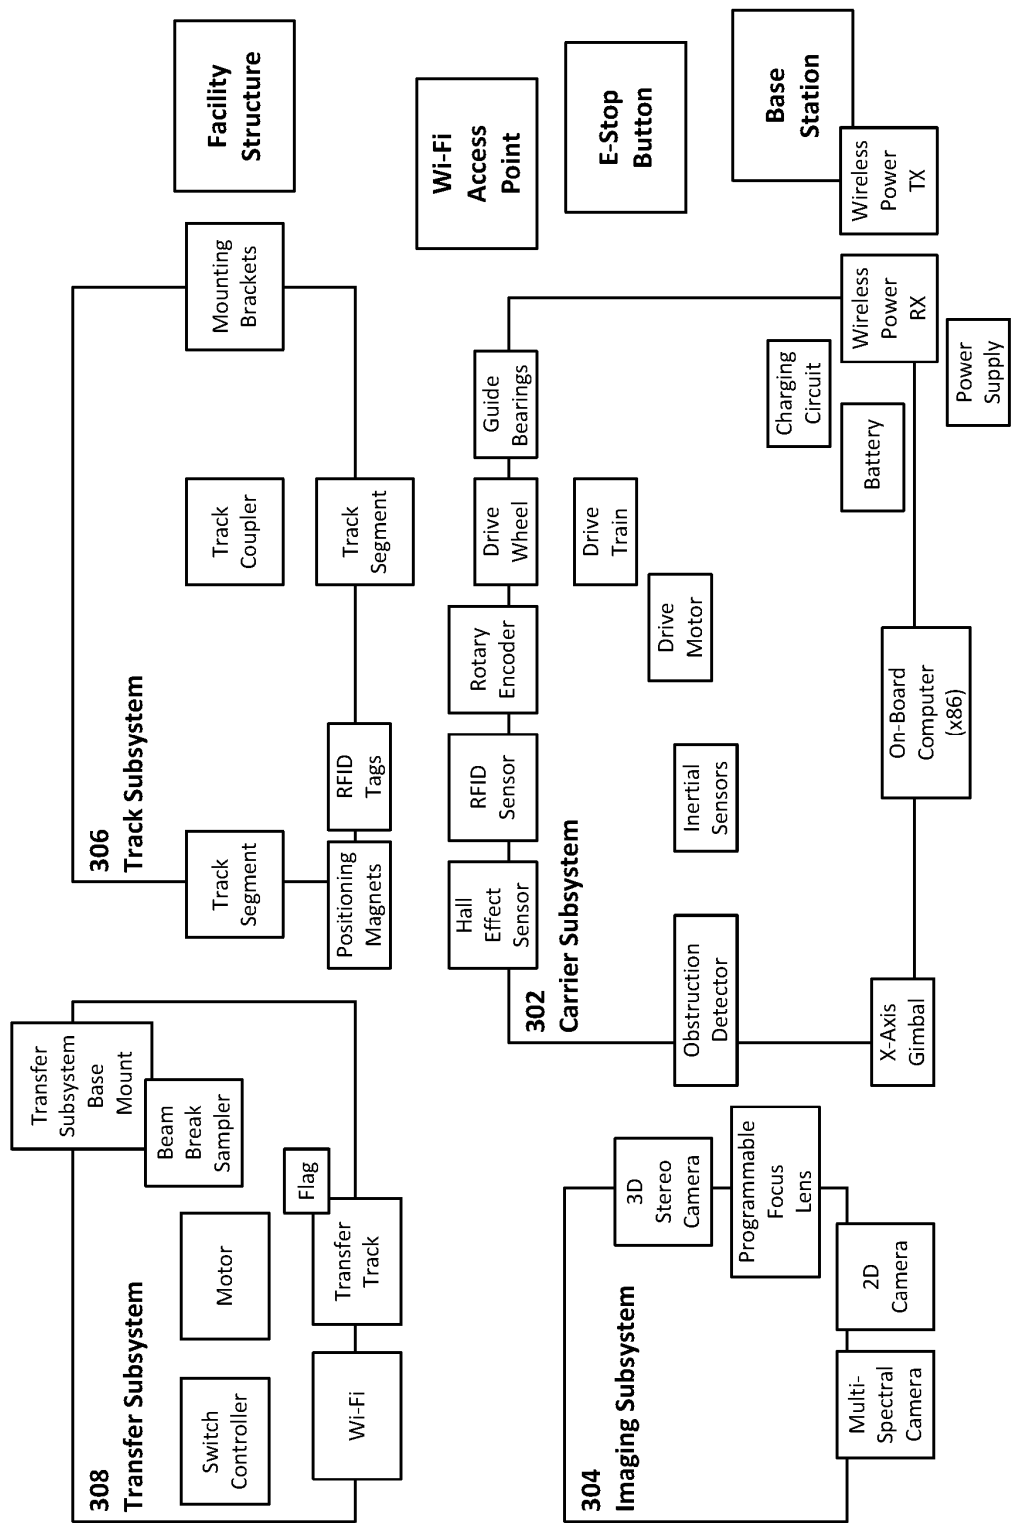 308
Transfer Subsystem
Transfer
Subsystem
Base
Mount
Beam
Break
Sampler
Switch
Controller
Motor
Flag
Wi-Fi
Transfer
Track
306
Track Subsystem
Mounting
Brackets
Track
Segment
Track
Coupler
Positioning
Magnets
RFID
Tags
Track
Segment
Facility
Structure
Wi-Fi
Access
Point
E-Stop
Button
Base
Station
Wireless
Power
TX
304
Imaging Subsystem
3D
Stereo
Camera
Programmable
Focus
Lens
Multi-
Spectral
Camera
2D
Camera
302
Carrier Subsystem
Hall
Effect
Sensor
RFID
Sensor
Rotary
Encoder
Drive
Wheel
Guide
Bearings
Drive
Train
Drive
Motor
Obstruction
Detector
Inertial
Sensors
Charging
Circuit
Battery
Wireless
Power
RX
Power
Supply
X-Axis
Gimbal
On-Board
Computer
(x86)